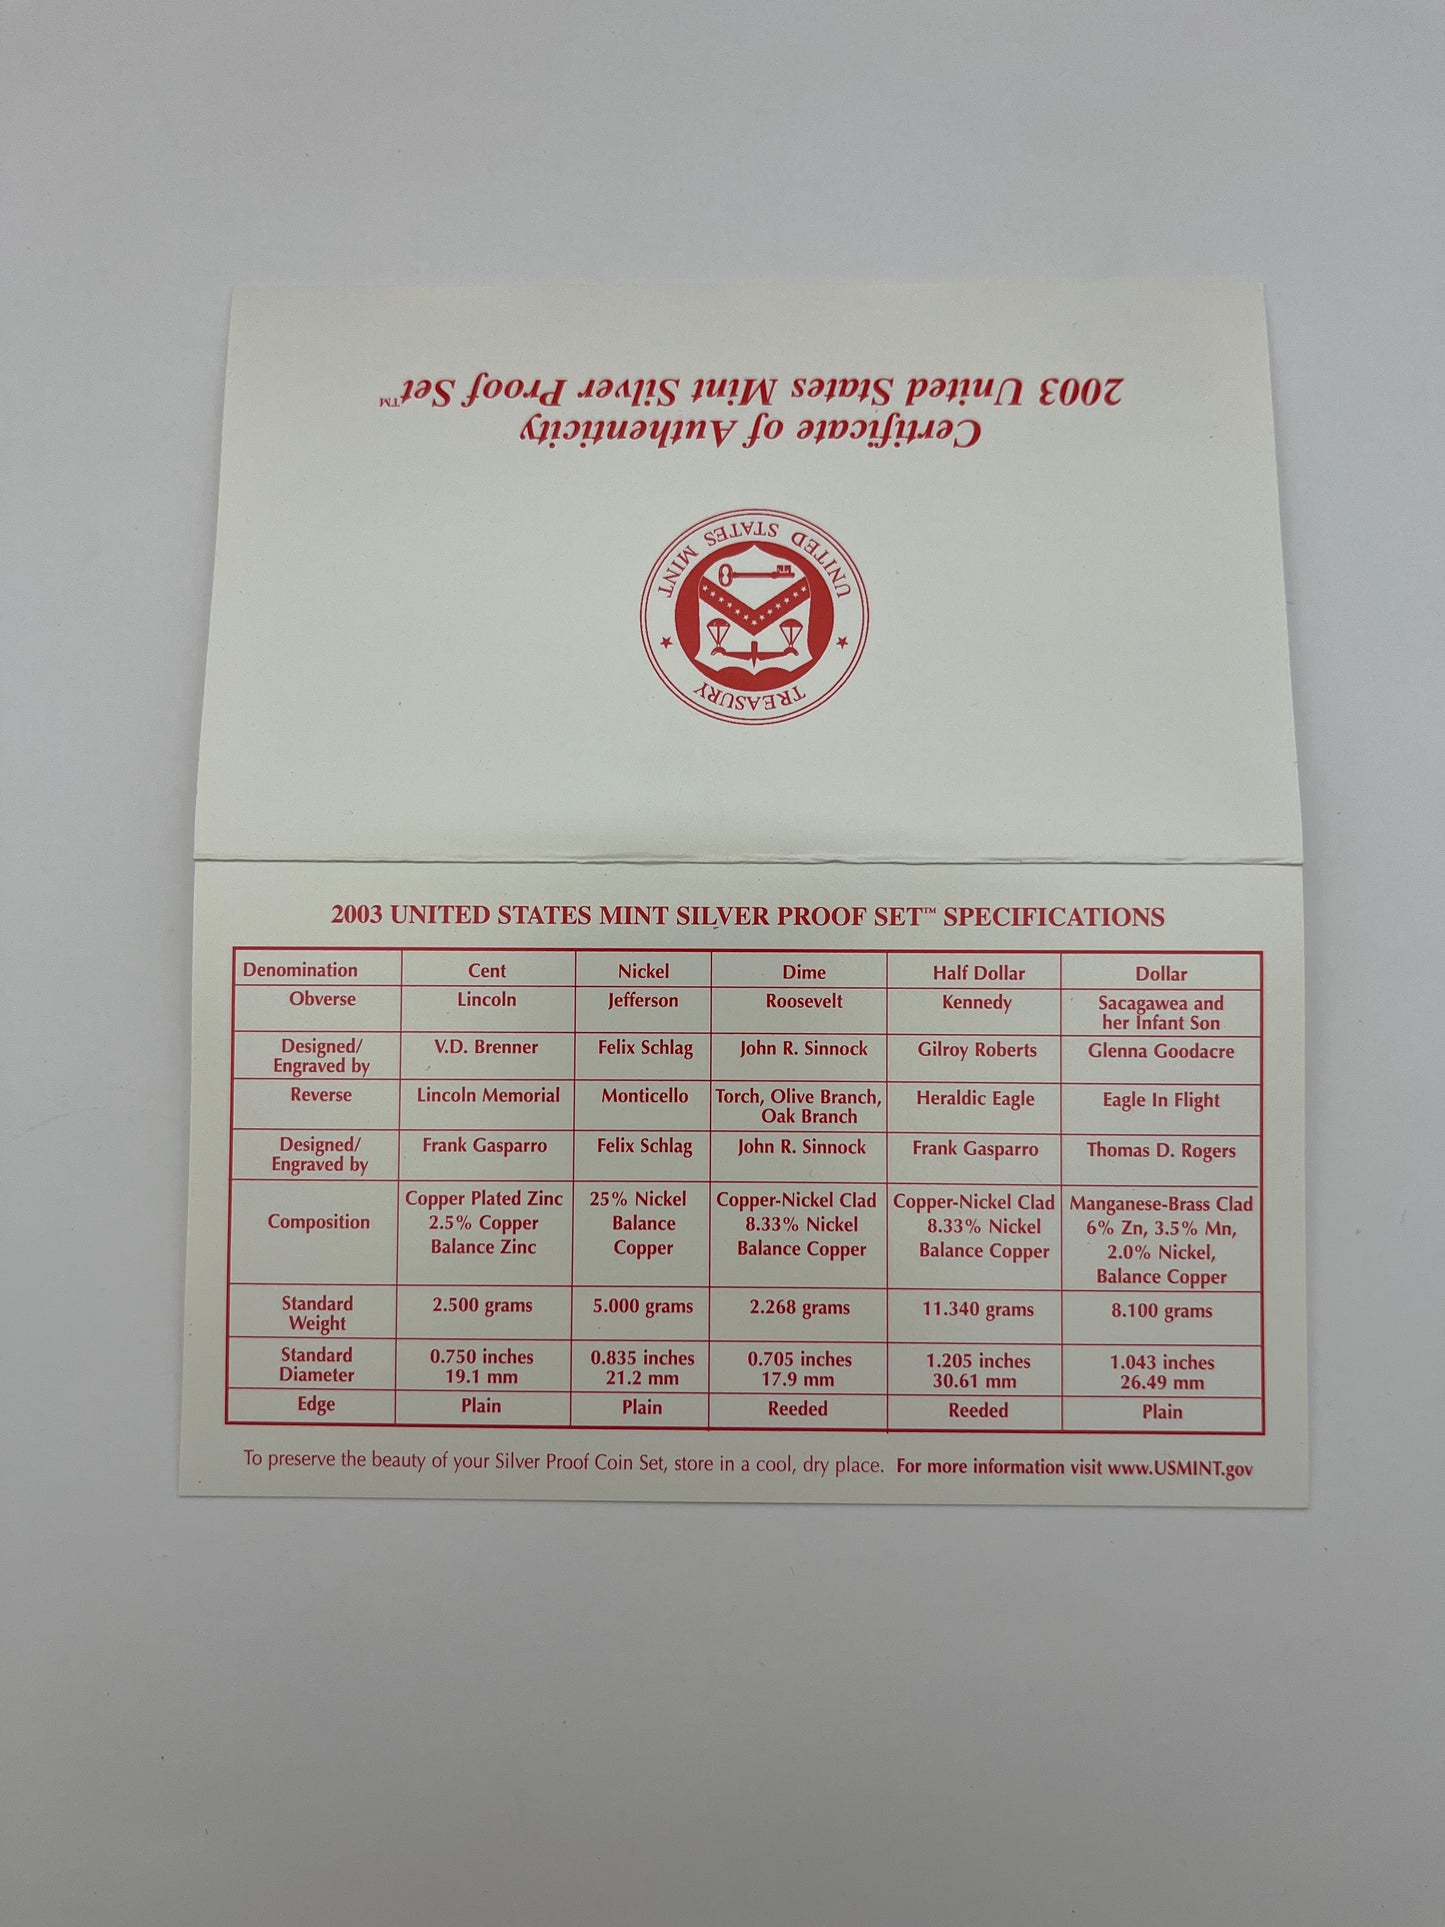 2003 United States Mint Silver Proof Set™
Certificate of Authenticity
UNITED STATES MINT
TREASURY
2003 UNITED STATES MINT SILVER PROOF SET™ SPECIFICATIONS
Denomination Cent Nickel Dime Half Dollar Dollar
Obverse Lincoln Jefferson Roosevelt Kennedy Sacagawea and
her Infant Son
Designed/ V.D. Brenner Felix Schlag John R. Sinnock Gilroy Roberts Glenna Goodacre
Engraved by
Reverse Lincoln Memorial Monticello Torch, Olive Branch, Heraldic Eagle Eagle In Flight
Oak Branch
Designed/ Frank Gasparro Felix Schlag John R. Sinnock Frank Gasparro Thomas D. Rogers
Engraved by
Copper Plated Zinc 25% Nickel Copper-Nickel Clad Copper-Nickel Clad Manganese-Brass Clad
Composition 2.5% Copper Balance 8.33% Nickel 8.33% Nickel 6% Zn, 3.5% Mn,
Balance Zinc Copper Balance Copper Balance Copper 2.0% Nickel,
Balance Copper
Standard 2.500 grams 5.000 grams 2.268 grams 11.340 grams 8.100 grams
Weight
Standard 0.750 inches 0.835 inches 0.705 inches 1.205 inches 1.043 inches
Diameter 19.1 mm 21.2 mm 17.9 mm 30.61 mm 26.49 mm
Edge Plain Plain Reeded Reeded Plain
To preserve the beauty of your Silver Proof Coin Set, store in a cool, dry place. For more information visit www.USMINT.gov